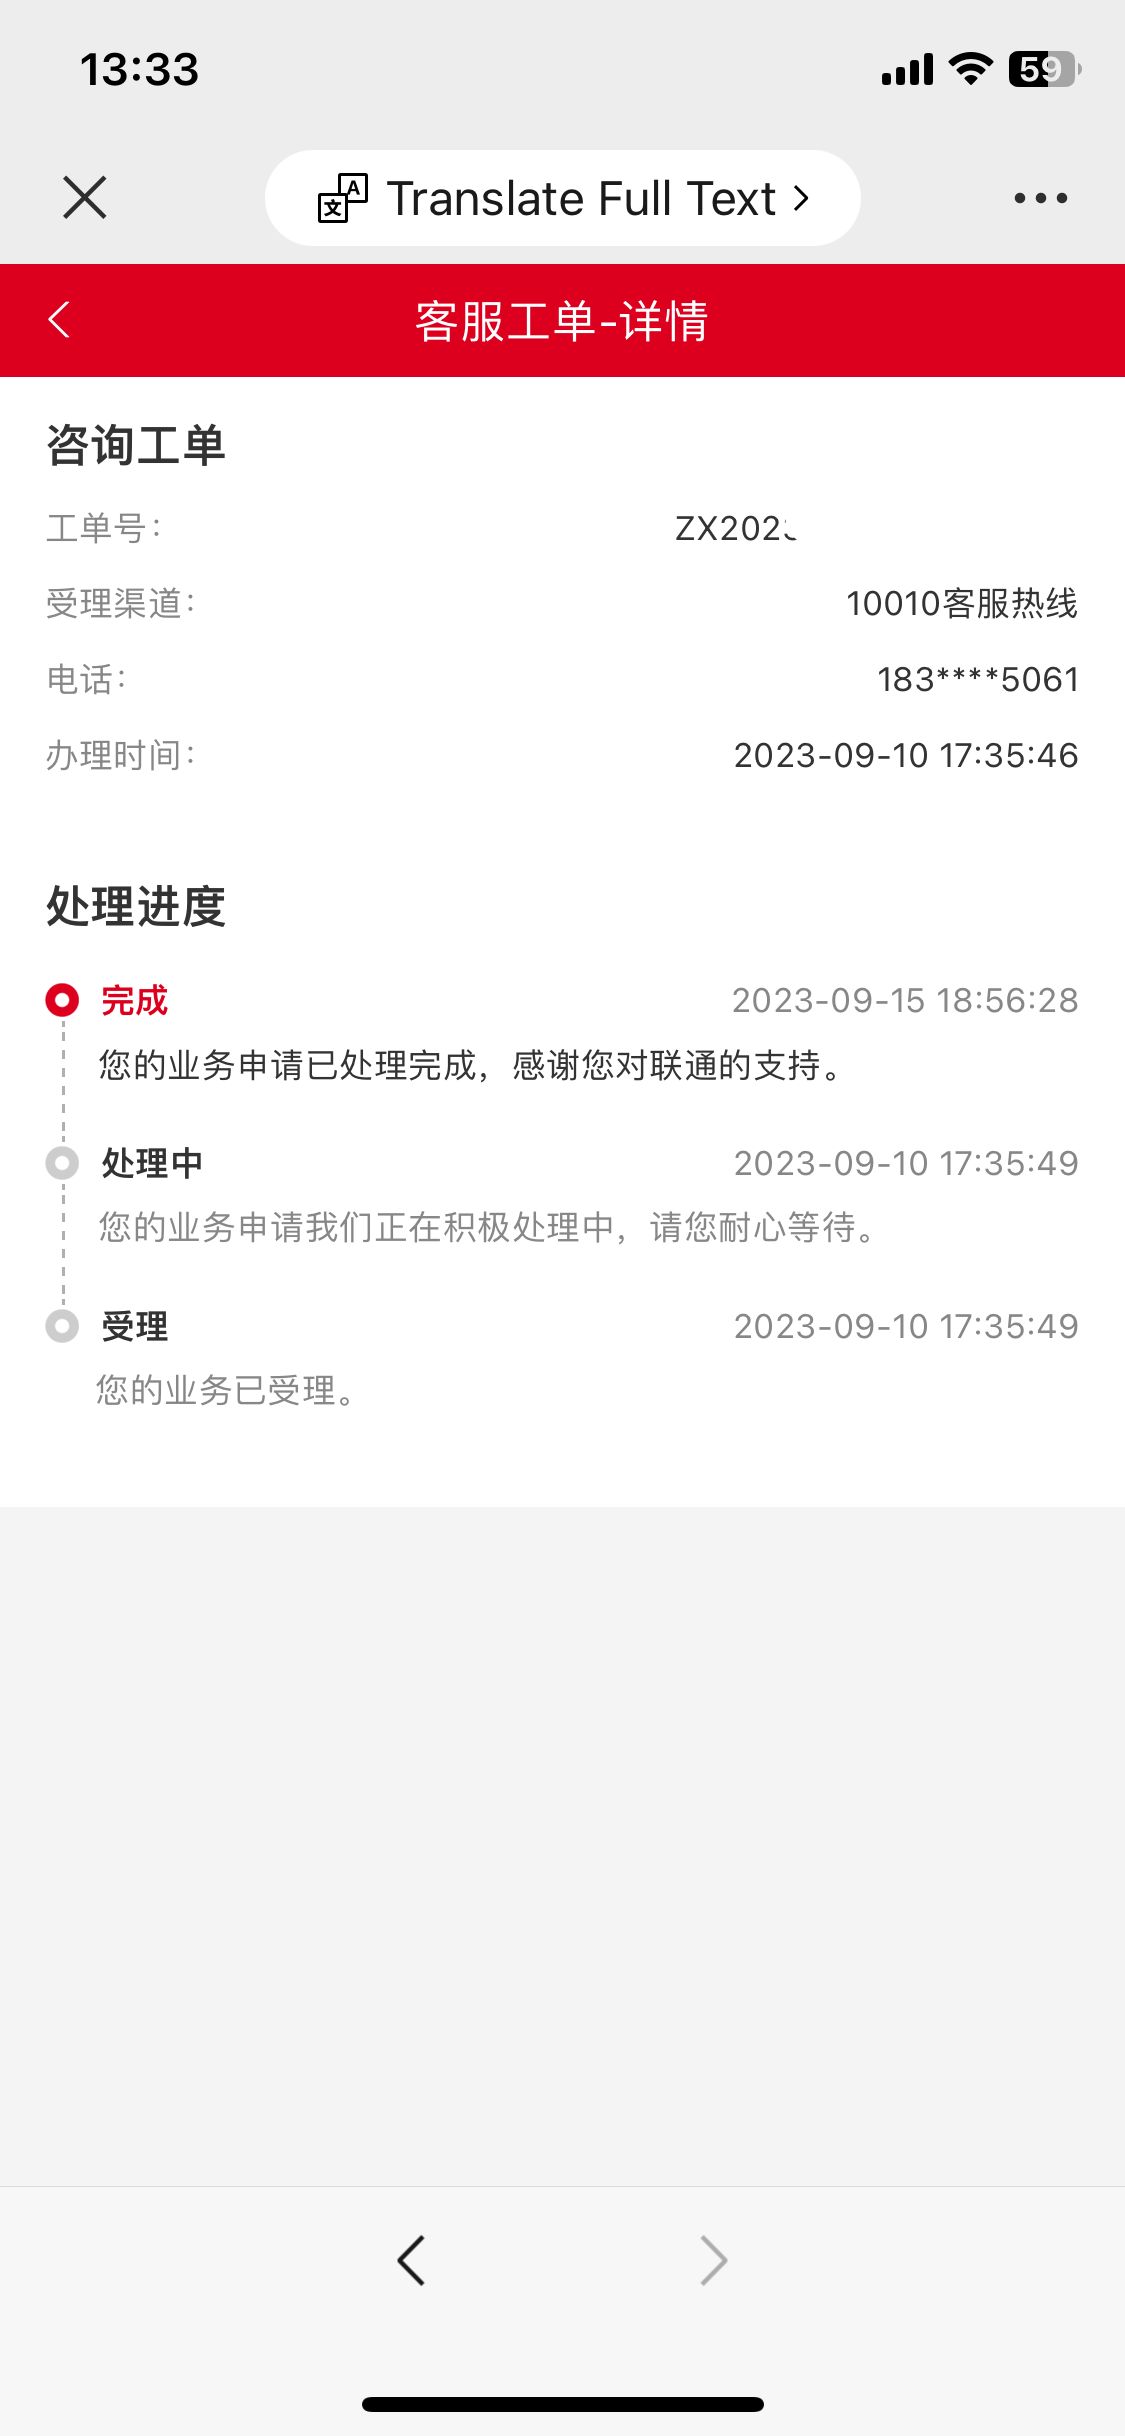 13:33
59
Translate Full Text
客服工单-详情
咨询工单
工单号：
ZX202
受理渠道：
10010客服热线
电话：
183****5061
办理时间：
2023-09-10 17:35:46
处理进度
完成
2023-09-15 18:56:28
您的业务申请已处理完成，感谢您对联通的支持。
处理中
2023-09-10 17:35:49
您的业务申请我们正在积极处理中，请您耐心等待。
受理
2023-09-10 17:35:49
您的业务已受理。